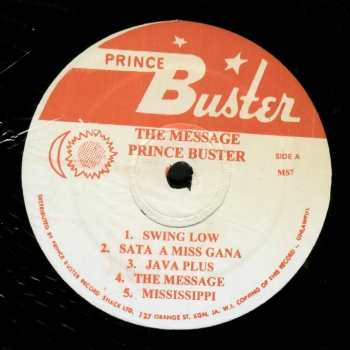 PRINCE
Buster
THE MESSAGE
PRINCE BUSTER
SIDE A
MS7
1. SWING LOW
2. SATA A MISS GANA
3. JAVA PLUS
4. THE MESSAGE
5. MISSISSIPPI
DISTRIBUTED BY PRINCE BUSTER RECORD SHACK LTD. 127 ORANGE ST. KGN. JA. W.I. COPYING OF THIS RECORD - UNLAWFUL